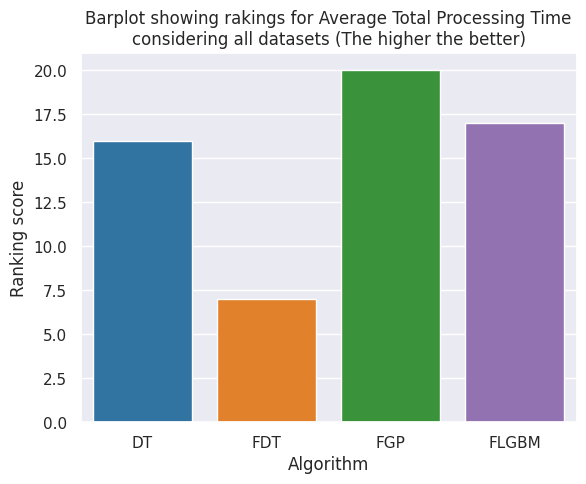 Barplot showing rakings for Average Total Processing Time
considering all datasets (The higher the better)
20.0
17.5
15.0
12.5
10.0
7.5
5.0
2.5
0.0
Ranking score
DT FDT FGP FLGBM
Algorithm